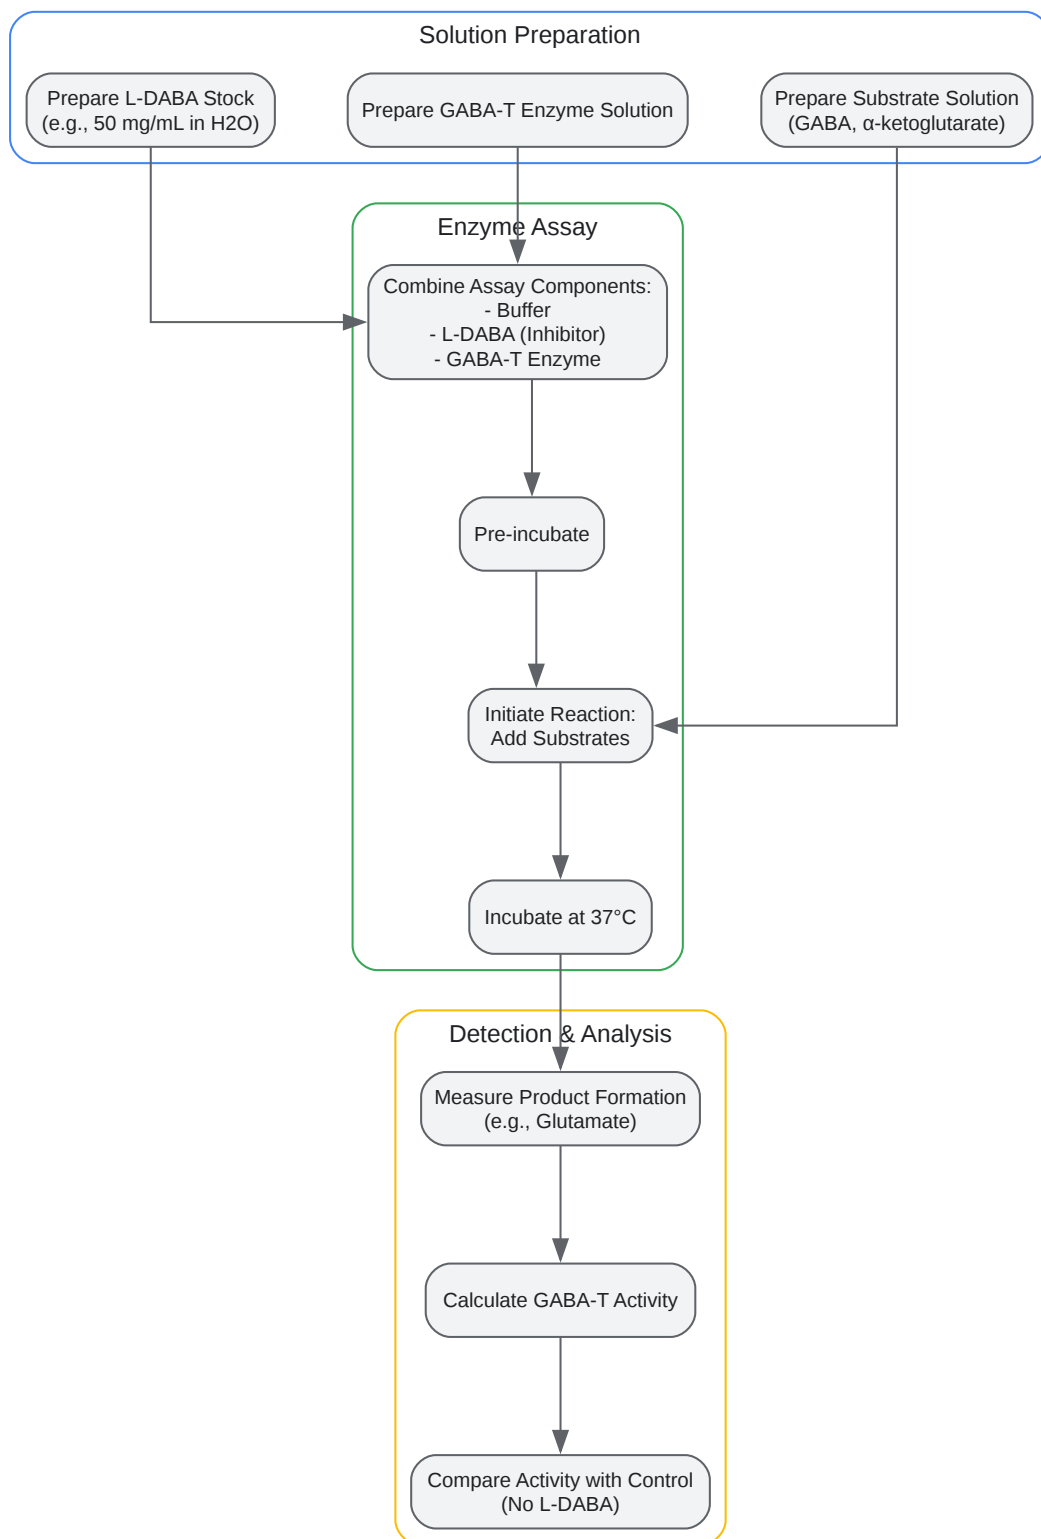 Solution Preparation
Prepare L-DABA Stock
(e.g., 50 mg/mL in H2O)
Prepare GABA-T Enzyme Solution
Prepare Substrate Solution
(GABA, α-ketoglutarate)
Enzyme Assay
Combine Assay Components:
- Buffer
- L-DABA (Inhibitor)
- GABA-T Enzyme
Pre-incubate
Initiate Reaction:
Add Substrates
Incubate at 37°C
Detection & Analysis
Measure Product Formation
(e.g., Glutamate)
Calculate GABA-T Activity
Compare Activity with Control
(No L-DABA)